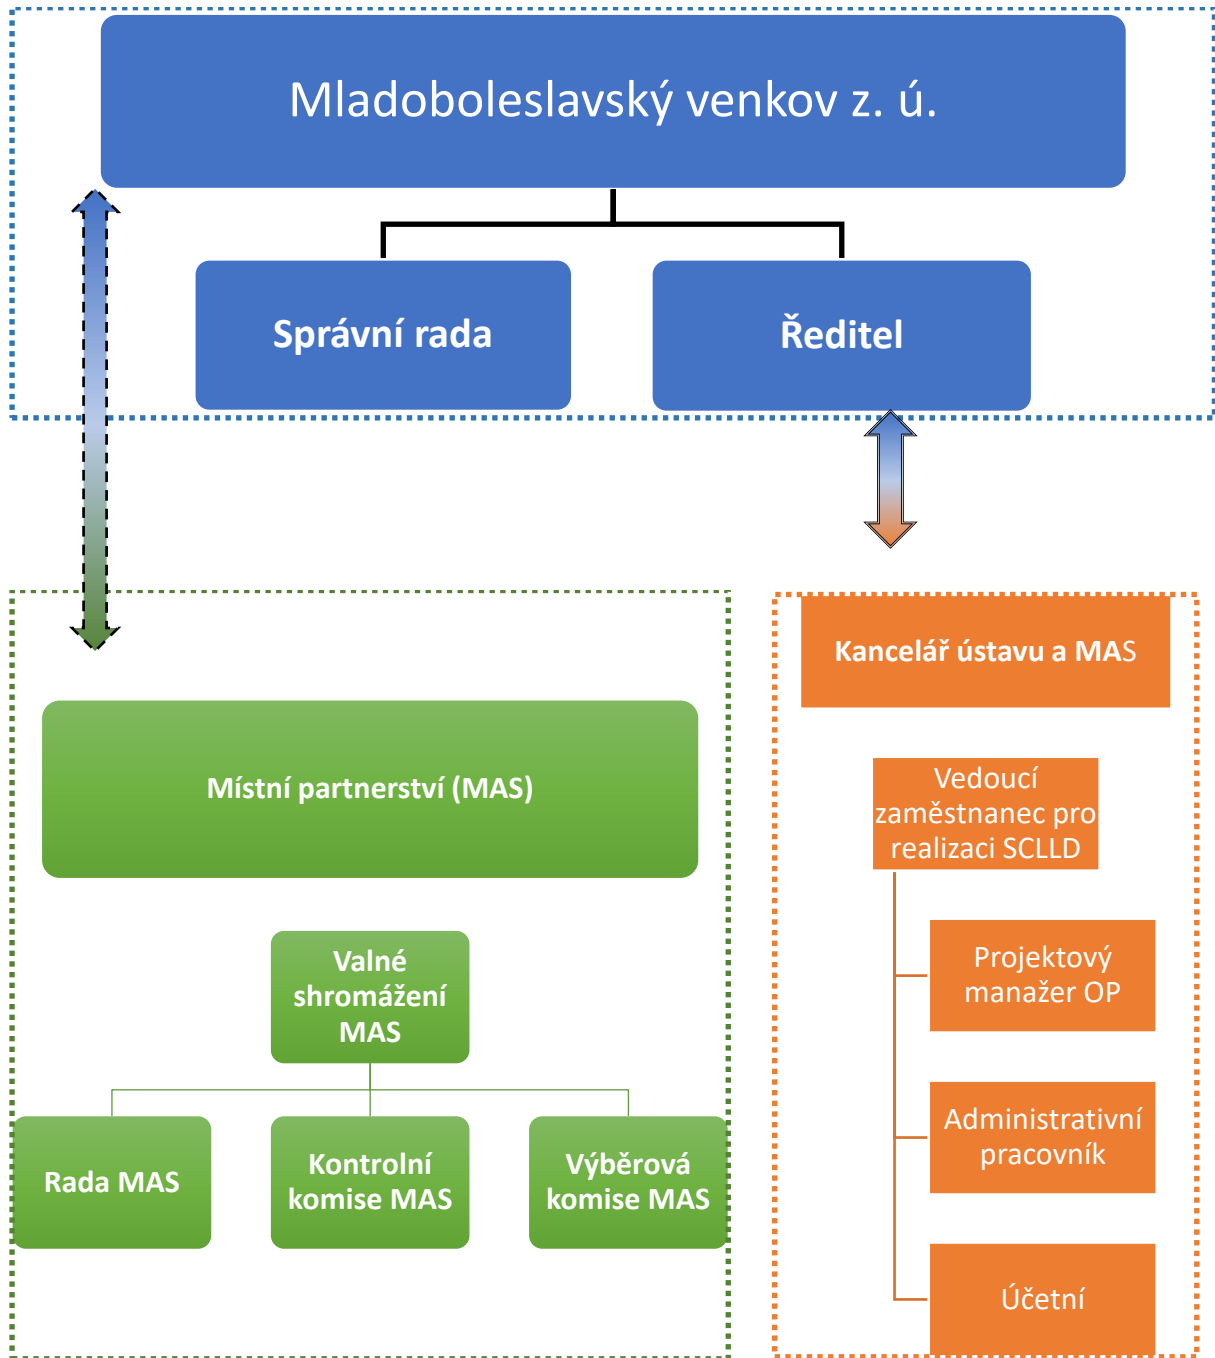 Mladoboleslavský venkov z. ú.
Správní rada
Ředitel
Místní partnerství (MAS)
Valné
shromážení
MAS
Rada MAS
Kontrolní
komise MAS
Výběrová
komise MAS
Kancelář ústavu a MAS
Vedoucí
zaměstnanec pro
realizaci SCLLD
Projektový
manažer OP
Administrativní
pracovník
Účetní